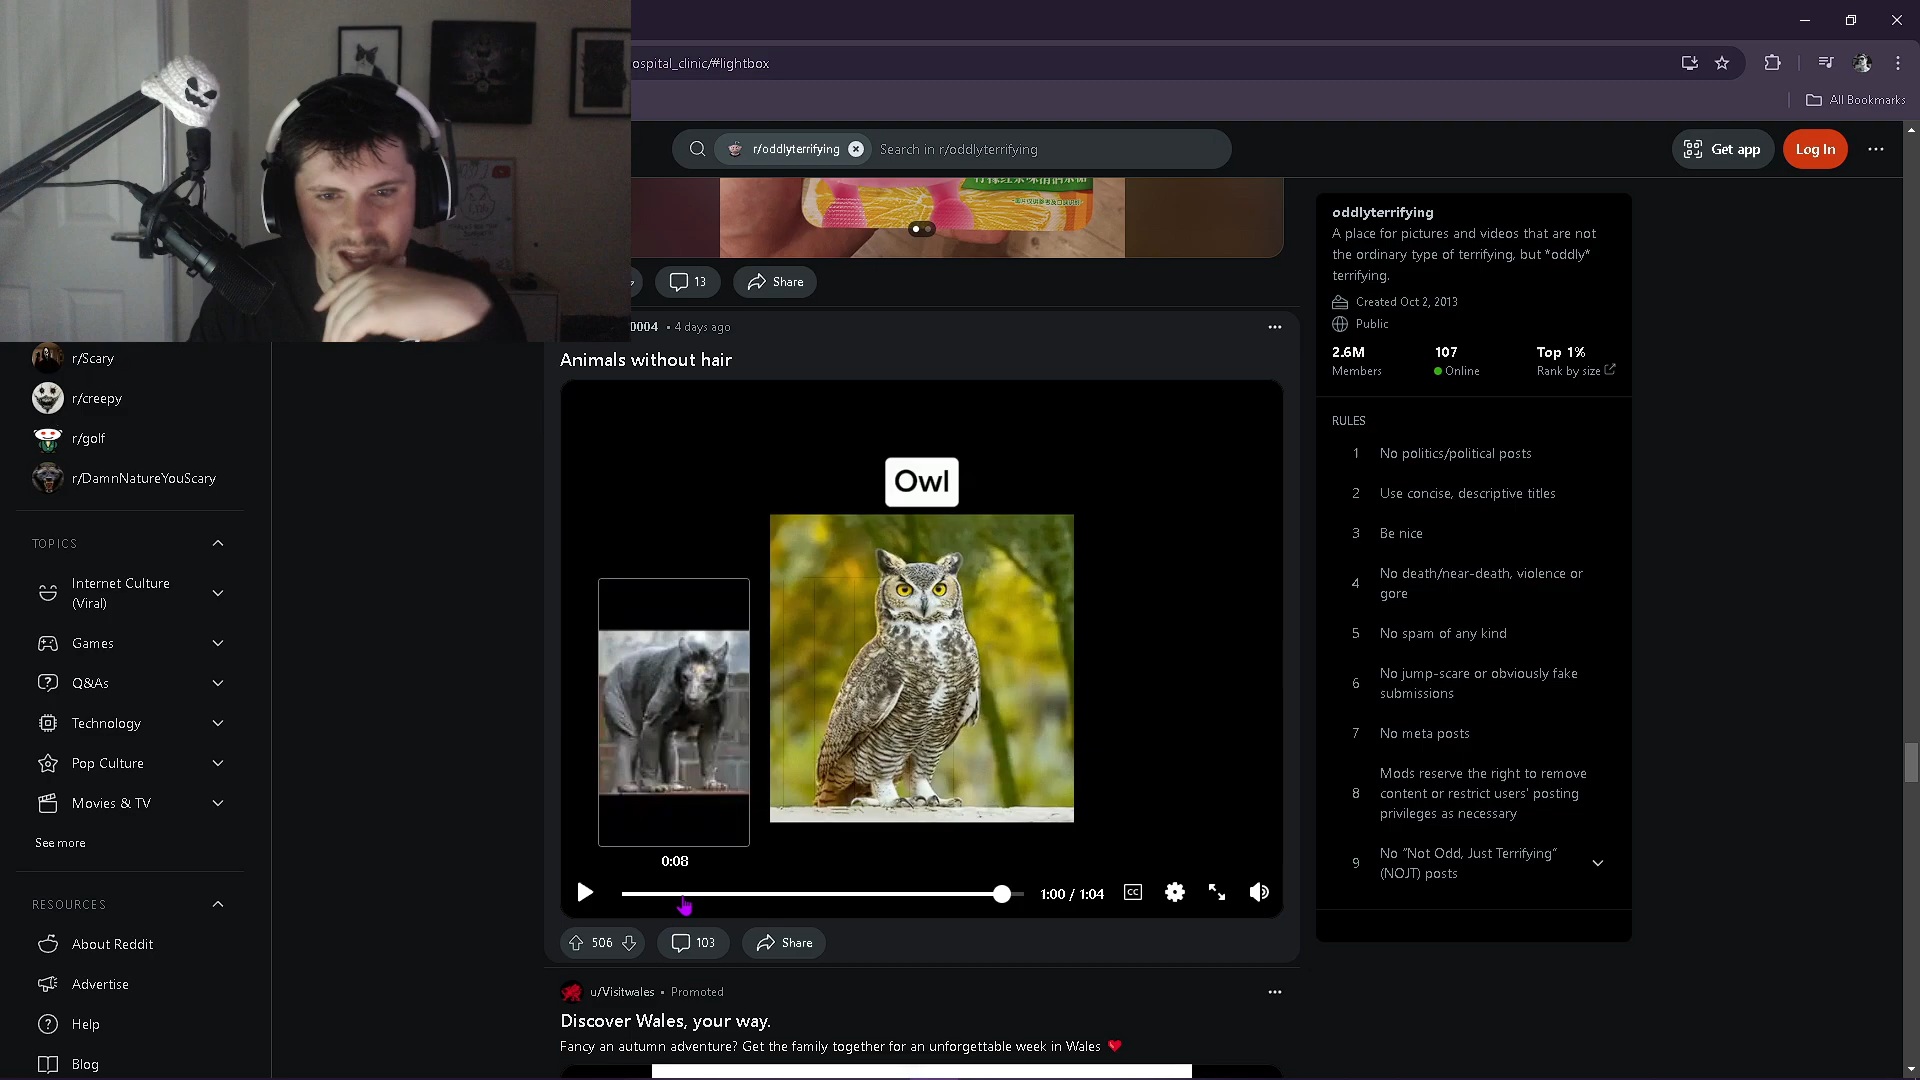 ospital_clinic/#lightbox
All Bookmarks
r/oddlyterrifying
Search in r/oddlyterrifying
Get app
Log In
13
Share
0004 • 4 days ago
Animals without hair
Owl
0:08
1:00 / 1:04
CC
506
103
Share
u/Visitwales • Promoted
Discover Wales, your way.
Fancy an autumn adventure? Get the family together for an unforgettable week in Wales
r/Scary
r/creepy
r/golf
r/DamnNatureYouScary
TOPICS
Internet Culture
(Viral)
Games
Q&As
Technology
Pop Culture
Movies & TV
See more
RESOURCES
About Reddit
Advertise
Help
Blog
oddlyterrifying
A place for pictures and videos that are not
the ordinary type of terrifying, but *oddly*
terrifying.
Created Oct 2, 2013
Public
2.6M
Members
107
Online
Top 1%
Rank by size
RULES
1 No politics/political posts
2 Use concise, descriptive titles
3 Be nice
4 No death/near-death, violence or
gore
5 No spam of any kind
6 No jump-scare or obviously fake
submissions
7 No meta posts
8 Mods reserve the right to remove
content or restrict users' posting
privileges as necessary
9 No “Not Odd, Just Terrifying”
(NOJT) posts